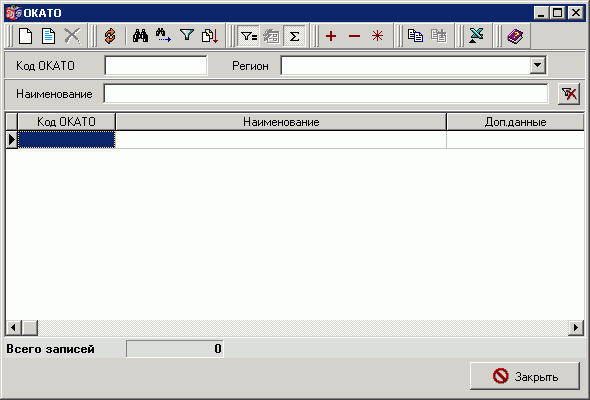 ОКАТО
Код ОКАТО Регион
Наименование
Код ОКАТО Наименование Доп.данные
Всего записей 0
Закрыть